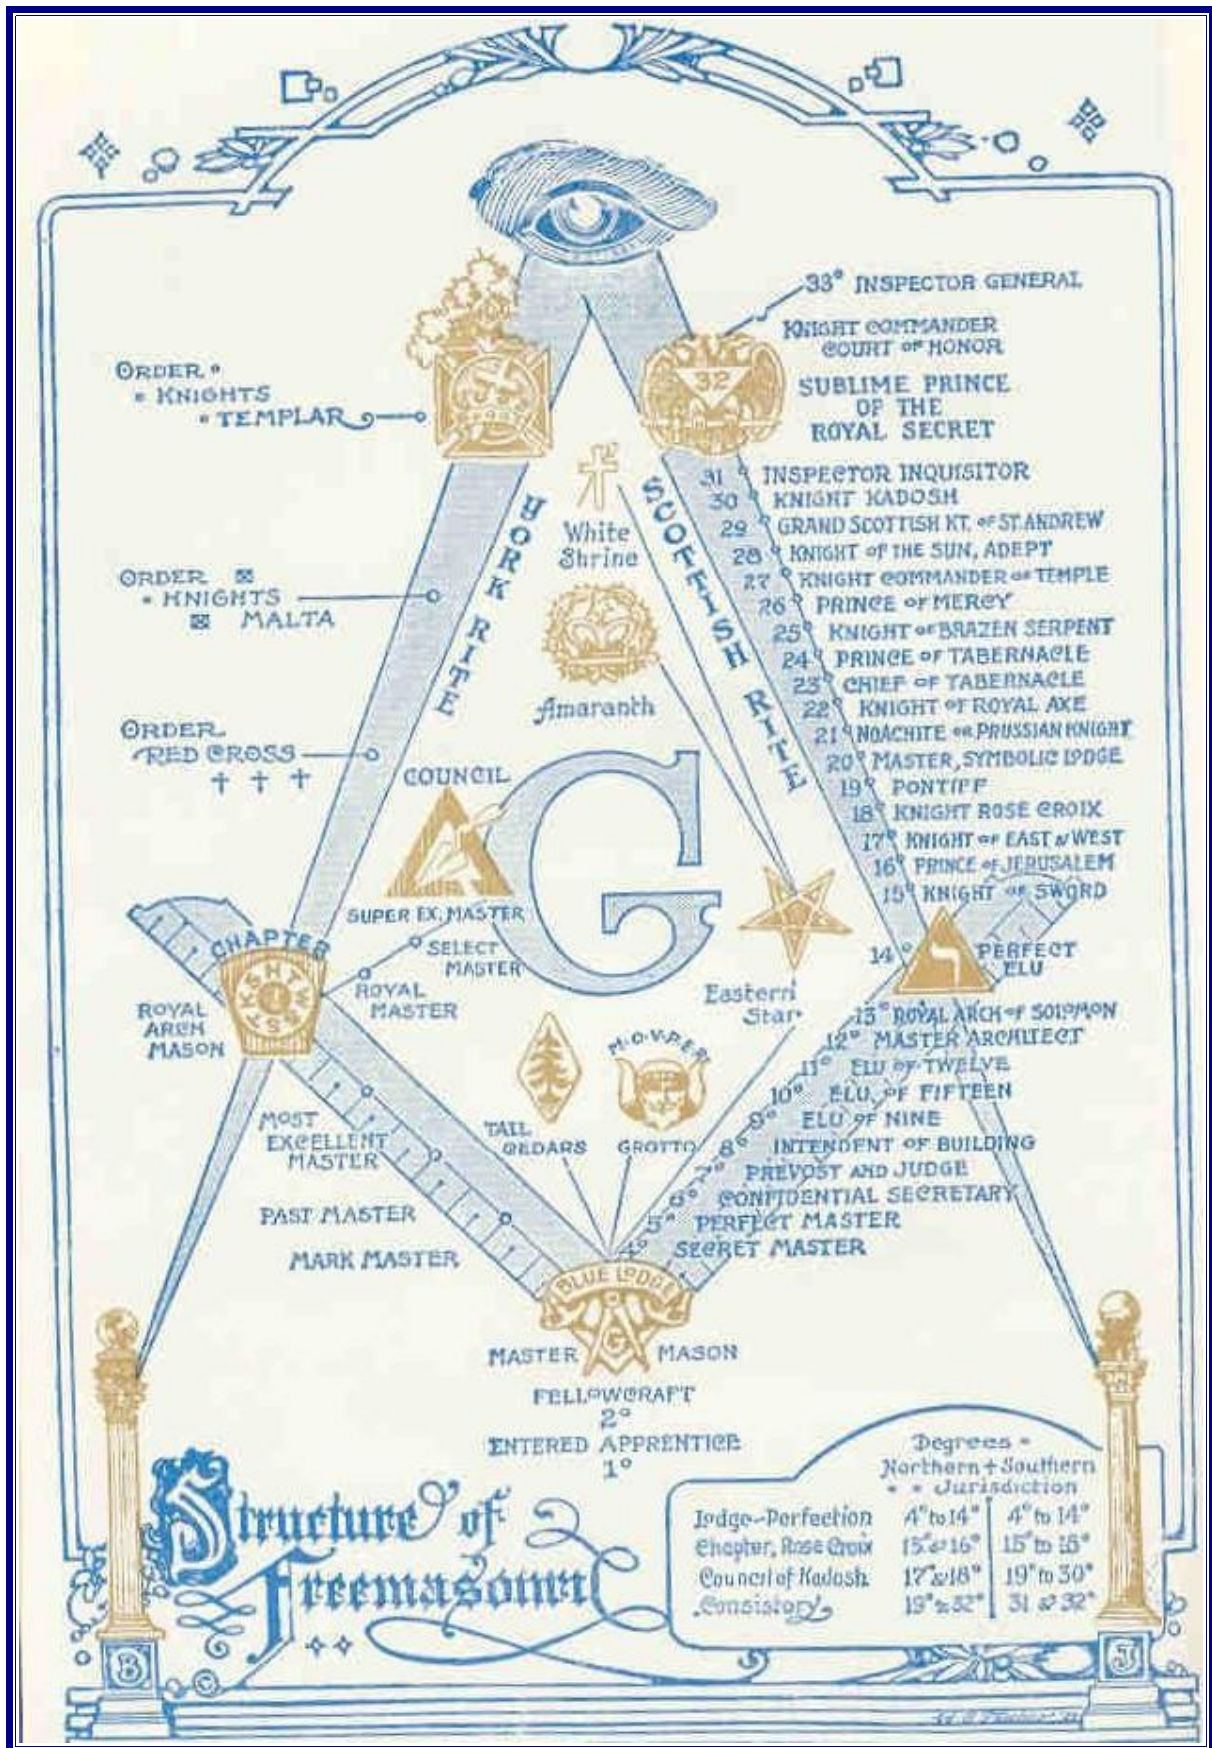 33° INSPECTOR GENERAL
KNIGHT COMMANDER
COURT OF HONOR
32
SUBLIME PRINCE
OF THE
ROYAL SECRET
ORDER
KNIGHTS
TEMPLAR
YORK RITE
SCOTTISH RITE
White
Shrine
31 INSPECTOR INQUISITOR
30 KNIGHT KADOSH
29 GRAND SCOTTISH KT. OF ST. ANDREW
28 KNIGHT OF THE SUN, ADEPT
27 KNIGHT COMMANDER OF TEMPLE
26 PRINCE OF MERCY
25 KNIGHT OF BRAZEN SERPENT
24 PRINCE OF TABERNACLE
23 CHIEF OF TABERNACLE
22 KNIGHT OF ROYAL AXE
21 NOACHITE OR PRUSSIAN KNIGHT
20° MASTER, SYMBOLIC LODGE
19° PONTIFF
18° KNIGHT ROSE CROIX
17° KNIGHT OF EAST & WEST
16° PRINCE OF JERUSALEM
15° KNIGHT OF SWORD
14° PERFECT
ELU
13° ROYAL ARCH OF SOLOMON
12° MASTER ARCHITECT
11° ELU OF TWELVE
10° ELU, OF FIFTEEN
9° ELU OF NINE
8° INTENDENT OF BUILDING
7° PREVOST AND JUDGE
6° CONFIDENTIAL SECRETARY
5° PERFECT MASTER
4° SECRET MASTER
ORDER
KNIGHTS
MALTA
Amaranth
ORDER
RED CROSS
COUNCIL
G
SUPER EX. MASTER
SELECT
MASTER
ROYAL
MASTER
CHAPTER
ROYAL
ARCH
MASON
Eastern
Star
M.O.V.P.E.R.
TALL
CEDARS
GROTTO
MOST
EXCELLENT
MASTER
PAST MASTER
MARK MASTER
BLUE LODGE
G
MASTER MASON
FELLOWCRAFT
2°
ENTERED APPRENTICE
1°
Structure of
Freemasonry
B
J
©
Degrees
Northern + Southern
Jurisdiction
Lodge-Perfection 4° to 14° 4° to 14°
Chapter, Rose Croix 15° & 16° 15° to 18°
Council of Kadosh 17° & 18° 19° to 30°
Consistory 19° to 32° 31 & 32°